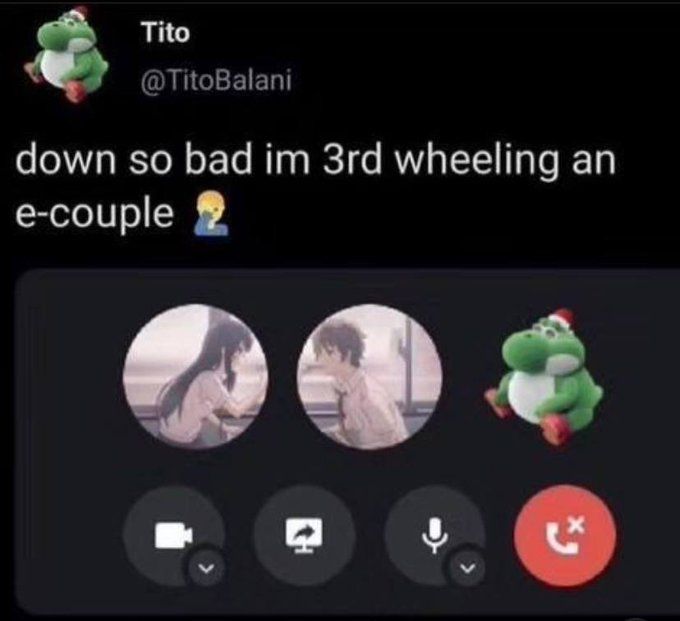 Tito
@TitoBalani
down so bad im 3rd wheeling an
e-couple 🤦‍♂️